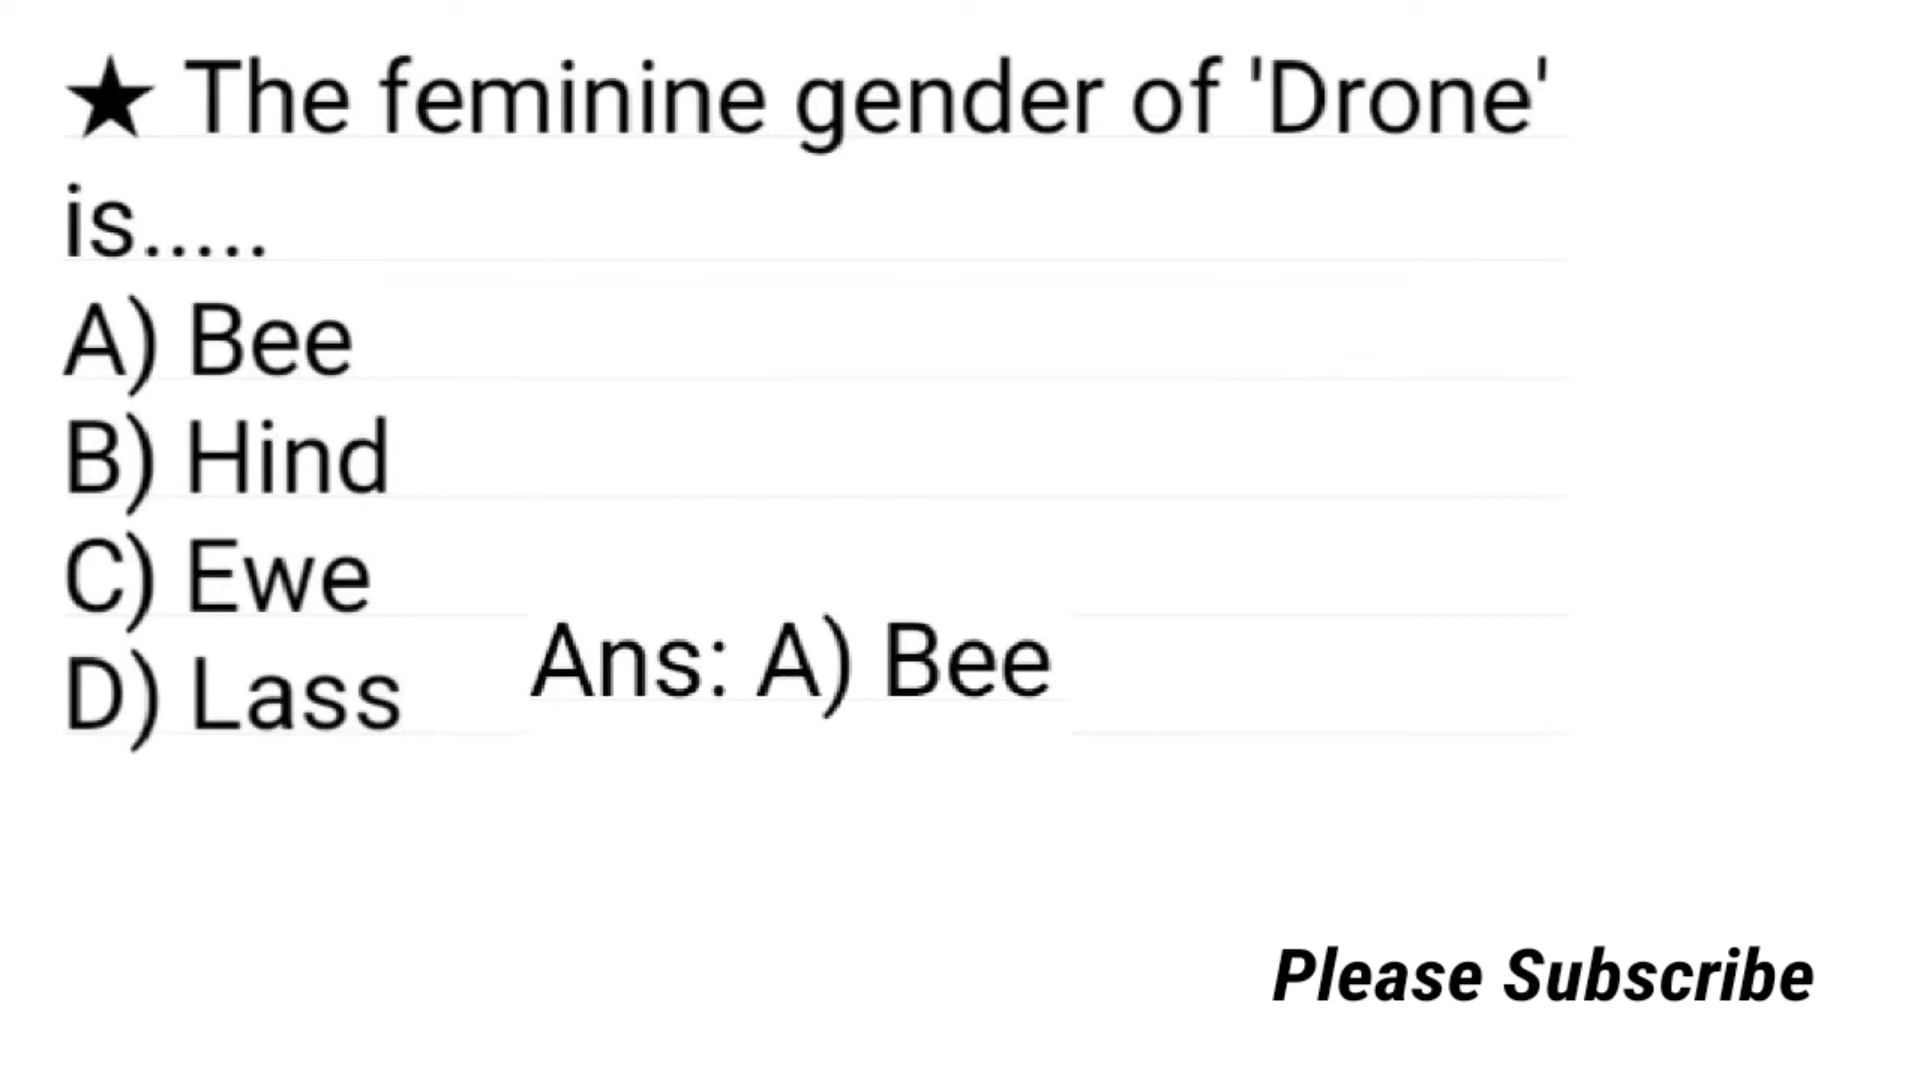 ★ The feminine gender of 'Drone'
is.....
A) Bee
B) Hind
C) Ewe
D) Lass
Ans: A) Bee
Please Subscribe